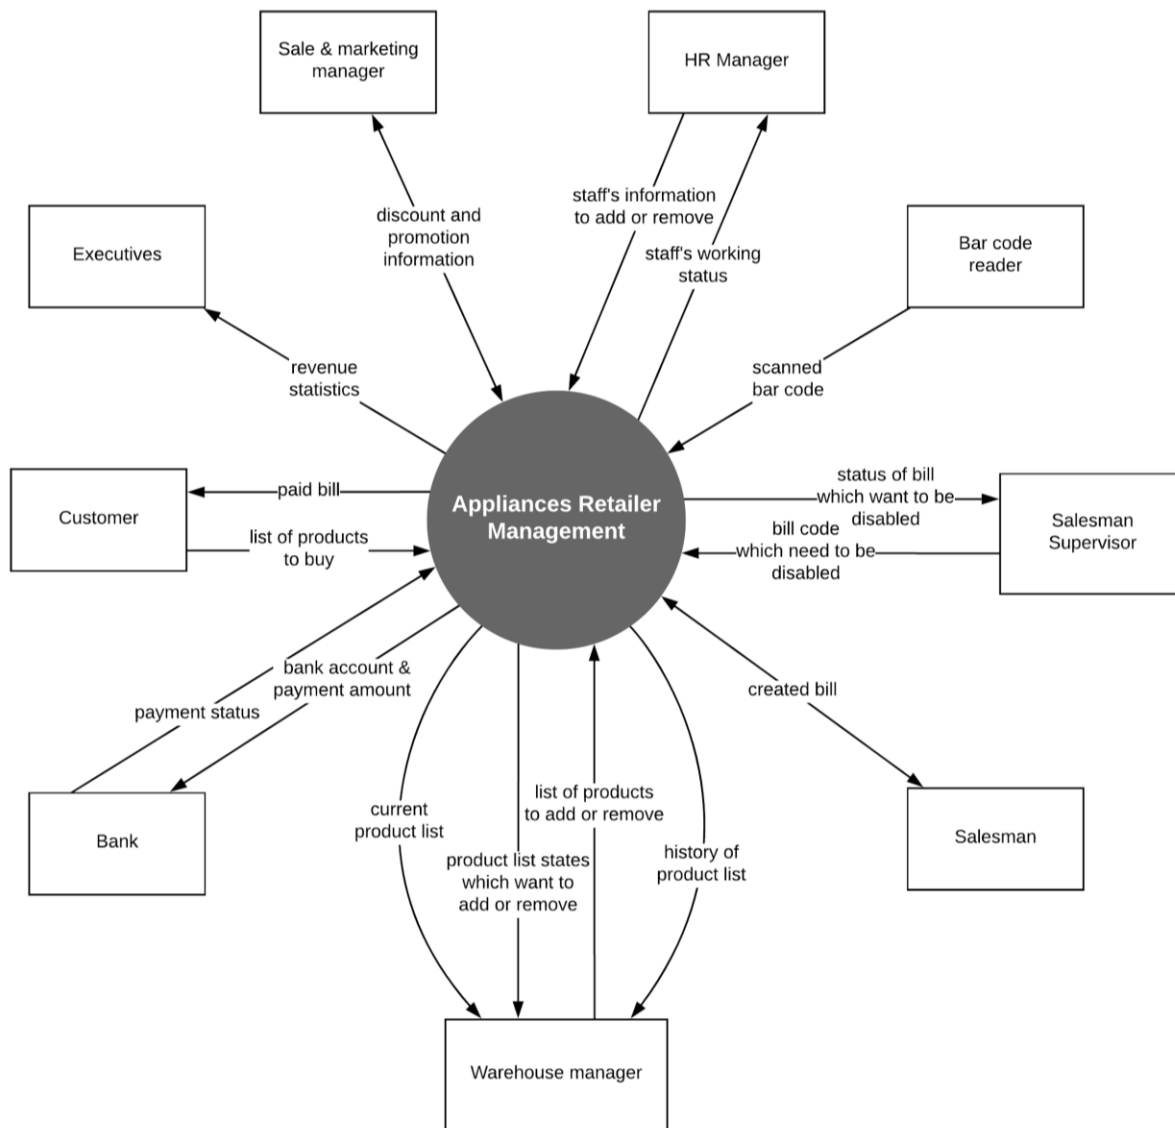 Sale & marketing
manager
HR Manager
staff's information
to add or remove
discount and
promotion
information
staff's working
status
Executives
Bar code
reader
revenue
statistics
scanned
bar code
Appliances Retailer
Management
Customer
paid bill
list of products
to buy
status of bill
which want to be
disabled
bill code
which need to be
disabled
Salesman
Supervisor
bank account &
payment amount
payment status
created bill
Bank
current
product list
product list states
which want to
add or remove
list of products
to add or remove
history of
product list
Salesman
Warehouse manager